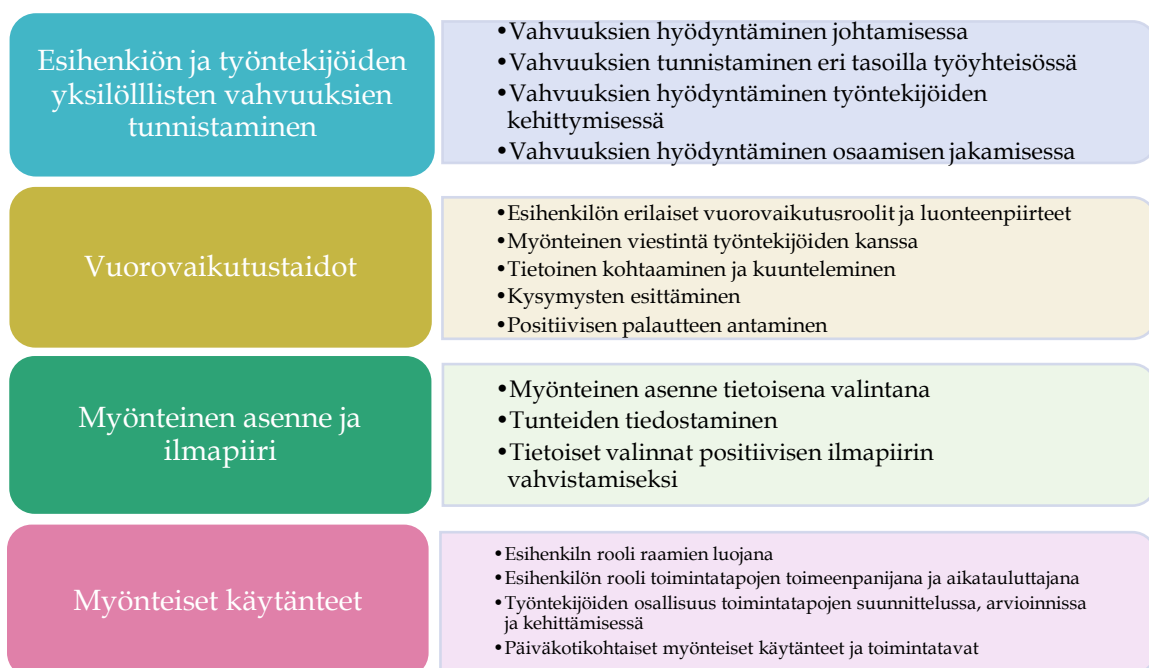 Esihenkiön ja työntekijöiden
yksilölllisten vahvuuksien
tunnistaminen
•Vahvuuksien hyödyntäminen johtamisessa
•Vahvuuksien tunnistaminen eri tasoilla työyhteisössä
•Vahvuuksien hyödyntäminen työntekijöiden
kehittymisessä
•Vahvuuksien hyödyntäminen osaamisen jakamisessa
Vuorovaikutustaidot
•Esihenkilön erilaiset vuorovaikutusroolit ja luonteenpiirteet
•Myönteinen viestintä työntekijöiden kanssa
•Tietoinen kohtaaminen ja kuunteleminen
•Kysymysten esittäminen
•Positiivisen palautteen antaminen
Myönteinen asenne ja
ilmapiiri
•Myönteinen asenne tietoisena valintana
•Tunteiden tiedostaminen
•Tietoiset valinnat positiivisen ilmapiirin
vahvistamiseksi
Myönteiset käytänteet
•Esihenkiln rooli raamien luojana
•Esihenkilön rooli toimintatapojen toimeenpanijana ja aikatauluttajana
•Työntekijöiden osallisuus toimintatapojen suunnittelussa, arvioinnissa
ja kehittämisessä
•Päiväkotikohtaiset myönteiset käytänteet ja toimintatavat